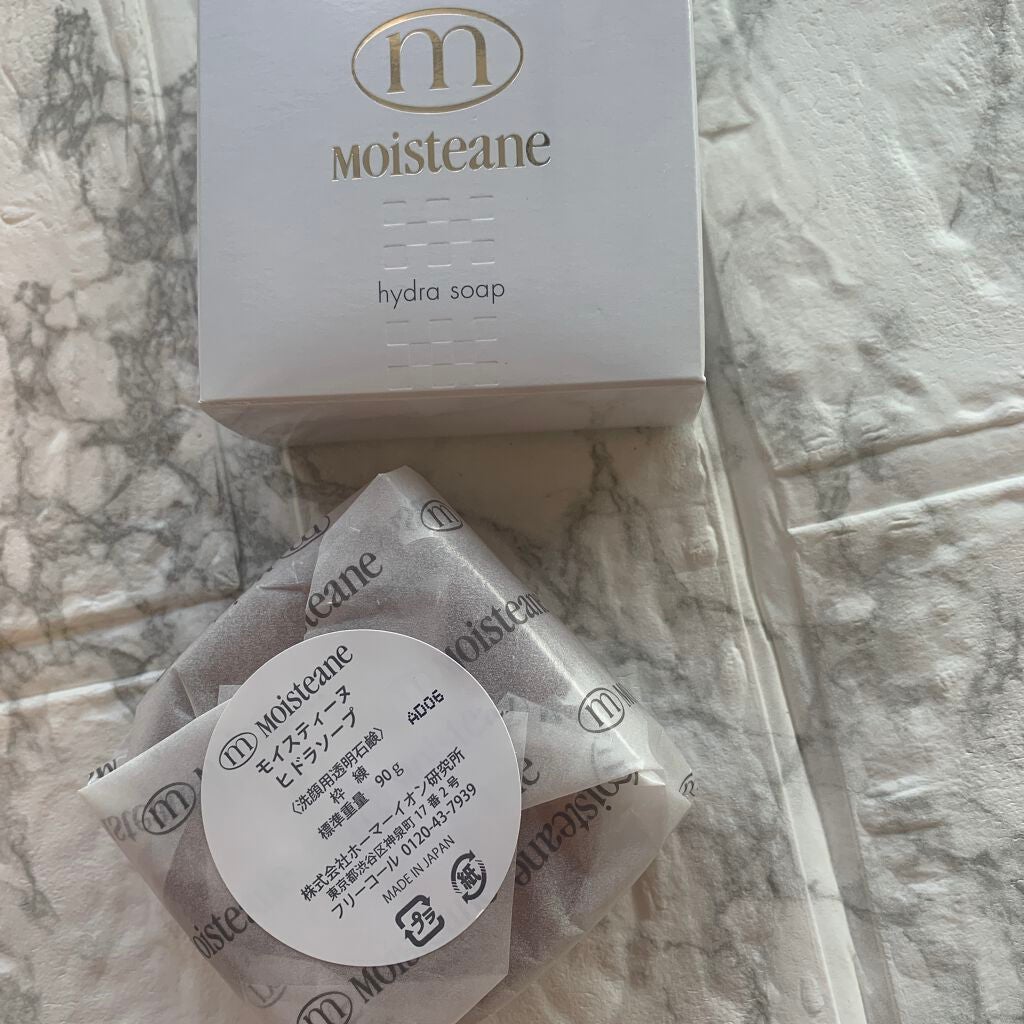 m
Moisteane
hydra soap
m Moisteane
モイスティーヌ
ヒドラソープ
AD06
〈洗顔用透明石鹸〉
枠 練
標準重量 90g
株式会社ホーマーイオン研究所
東京都渋谷区神泉町17番2号
フリーコール 0120-43-7939
MADE IN JAPAN
プラ
紙